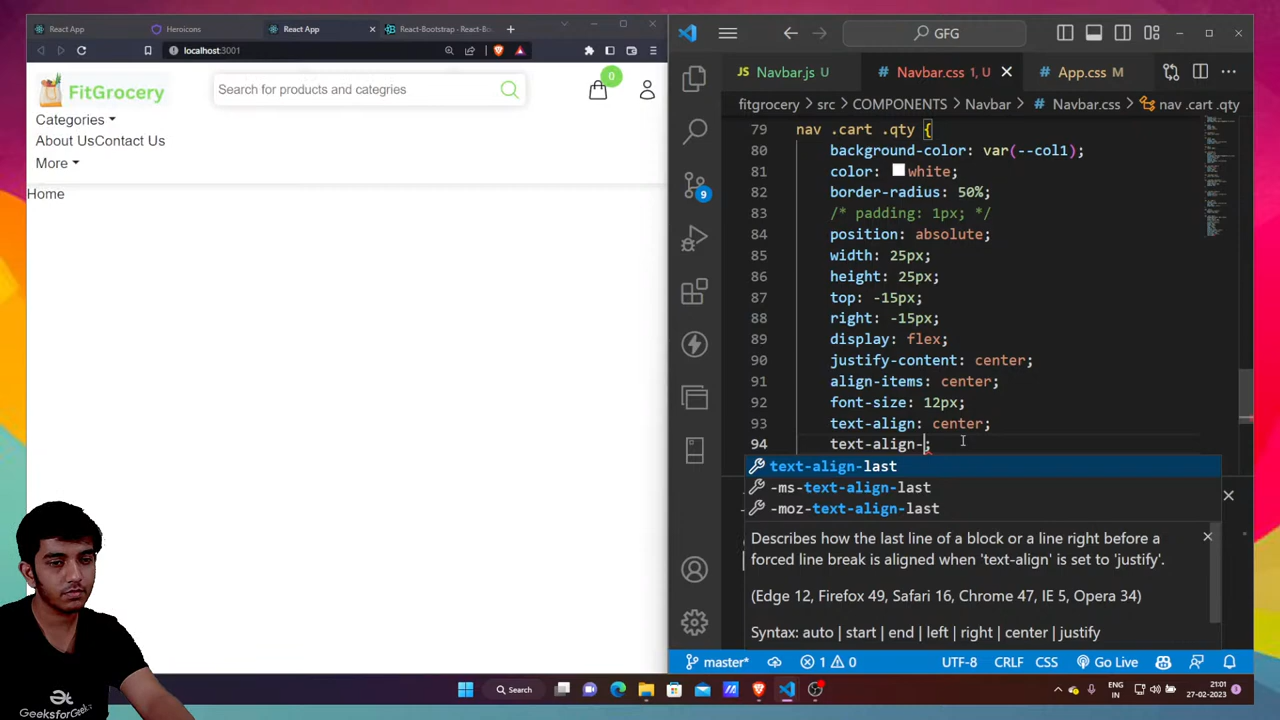 React App
Heroicons
React App
React-Bootstrap - React-Bo
GFG
localhost:3001
Navbar.js U
Navbar.css 1, U
App.css M
FitGrocery
Search for products and categries
0
Categories
About UsContact Us
More
Home
fitgrocery > src > COMPONENTS > Navbar > Navbar.css > nav .cart .qty
79 nav .cart .qty {
80 background-color: var(--col1);
81 color: white;
82 border-radius: 50%;
83 /* padding: 1px; */
84 position: absolute;
85 width: 25px;
86 height: 25px;
87 top: -15px;
88 right: -15px;
89 display: flex;
90 justify-content: center;
91 align-items: center;
92 font-size: 12px;
93 text-align: center;
94 text-align-;
text-align-last
-ms-text-align-last
-moz-text-align-last
Describes how the last line of a block or a line right before a
forced line break is aligned when 'text-align' is set to 'justify'.
(Edge 12, Firefox 49, Safari 16, Chrome 47, IE 5, Opera 34)
Syntax: auto | start | end | left | right | center | justify
9
master* 1 0 UTF-8 CRLF CSS Go Live
Search
ENG
IN
21:01
27-02-2023
GeeksforGeek